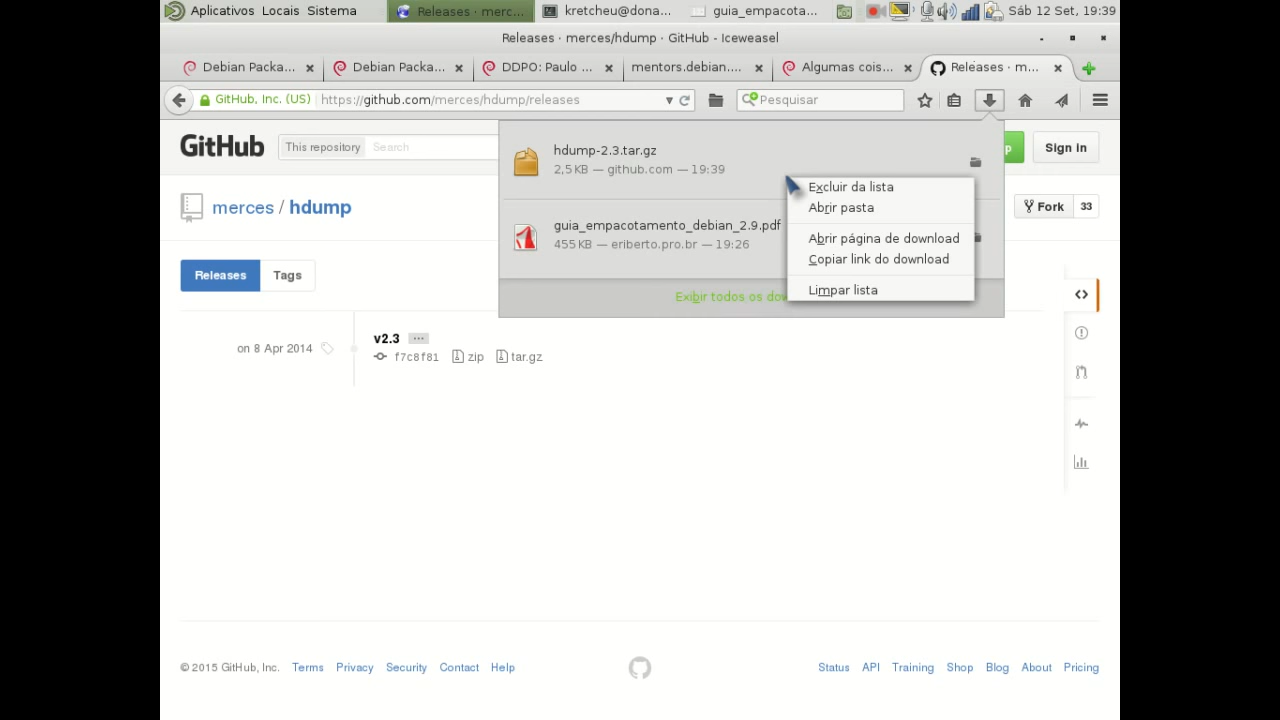 Aplicativos Locais Sistema
Releases · merc...
kretcheu@dona...
guia_empacota...
Sáb 12 Set, 19:39
Releases · merces/hdump · GitHub - Iceweasel
Debian Packa...
Debian Packa...
DDPO: Paulo ...
mentors.debian....
Algumas cois...
Releases · m...
GitHub, Inc. (US)
https://github.com/merces/hdump/releases
Pesquisar
GitHub
This repository
Search
p
Sign in
hdump-2.3.tar.gz
2,5 KB — github.com — 19:39
Excluir da lista
Abrir pasta
Abrir página de download
Copiar link do download
Limpar lista
merces / hdump
Fork 33
guia_empacotamento_debian_2.9.pdf
455 KB — eriberto.pro.br — 19:26
Releases Tags
Exibir todos os dow
v2.3 ...
on 8 Apr 2014
f7c8f81 zip tar.gz
© 2015 GitHub, Inc. Terms Privacy Security Contact Help
Status API Training Shop Blog About Pricing